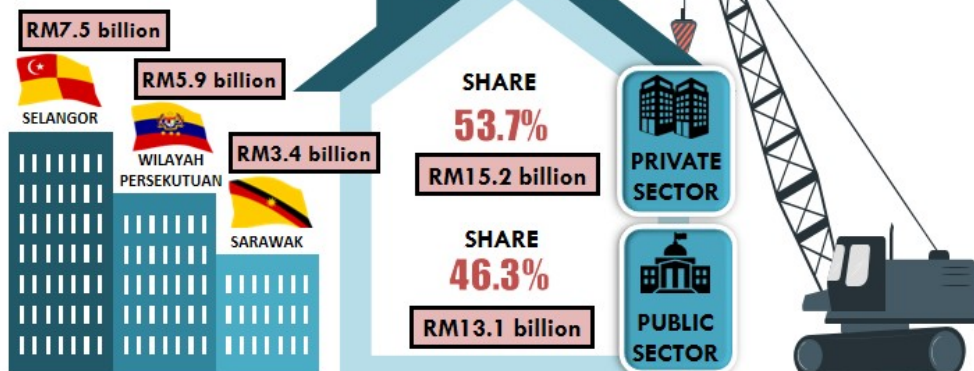 RM7.5 billion
SELANGOR
RM5.9 billion
WILAYAH
PERSEKUTUAN
RM3.4 billion
SARAWAK
SHARE
53.7%
RM15.2 billion
PRIVATE
SECTOR
SHARE
46.3%
RM13.1 billion
PUBLIC
SECTOR